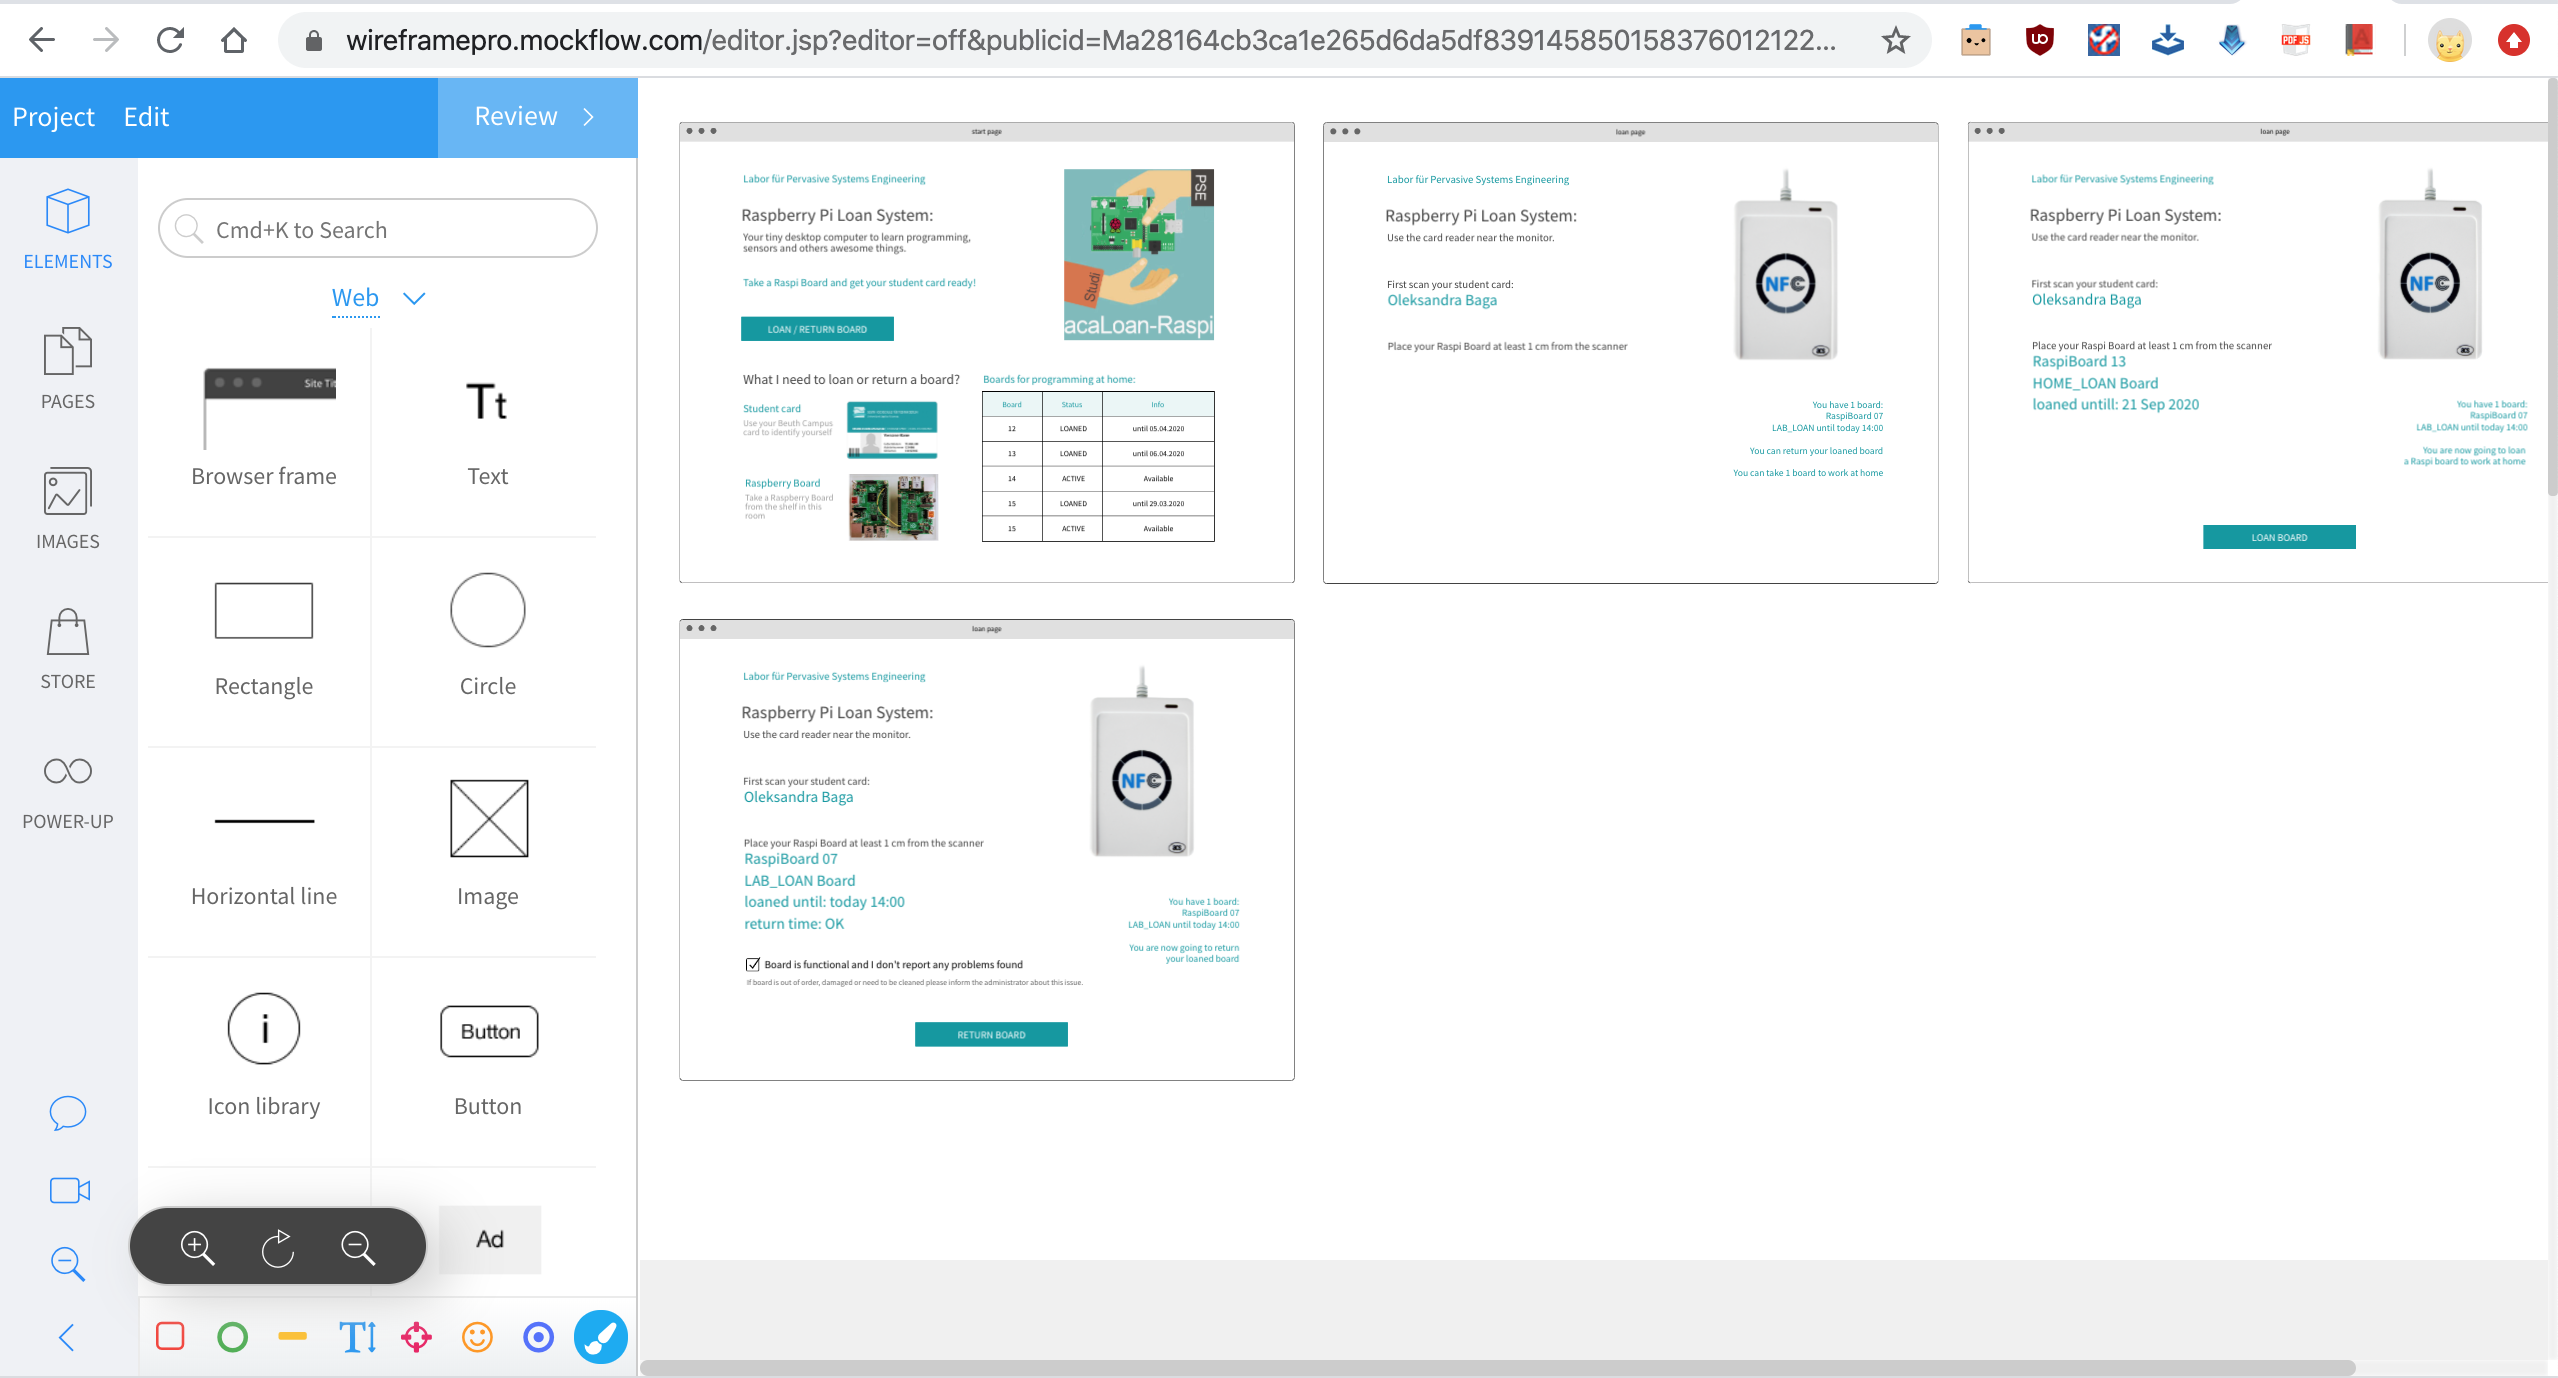 wireframepro.mockflow.com/editor.jsp?editor=off&publicid=Ma28164cb3ca1e265d6da5df839145850158376012122...
UO
PDF JS
Project
Edit
Review
ELEMENTS
PAGES
IMAGES
STORE
POWER-UP
Cmd+K to Search
Web
Site Tit
Browser frame
Tt
Text
Rectangle
Circle
Horizontal line
Image
i
Icon library
Button
Button
Ad
start page
Labor für Pervasive Systems Engineering
Raspberry Pi Loan System:
Your tiny desktop computer to learn programming,
sensors and others awesome things.
Take a Raspi Board and get your student card ready!
LOAN / RETURN BOARD
PSE
Studi
acaLoan-Raspi
What I need to loan or return a board?
Student card
Use your Beuth Campus
card to identify yourself
Raspberry Board
Take a Raspberry Board
from the shelf in this
room
Boards for programming at home:
Board Status Info
12 LOANED until 05.04.2020
13 LOANED until 06.04.2020
14 ACTIVE Available
15 LOANED until 29.03.2020
15 ACTIVE Available
loan page
Labor für Pervasive Systems Engineering
Raspberry Pi Loan System:
Use the card reader near the monitor.
First scan your student card:
Oleksandra Baga
Place your Raspi Board at least 1 cm from the scanner
NFC
You have 1 board:
RaspiBoard 07
LAB_LOAN until today 14:00
You can return your loaned board
You can take 1 board to work at home
loan page
Labor für Pervasive Systems Engineering
Raspberry Pi Loan System:
Use the card reader near the monitor.
First scan your student card:
Oleksandra Baga
Place your Raspi Board at least 1 cm from the scanner
RaspiBoard 13
HOME_LOAN Board
loaned untill: 21 Sep 2020
NFC
You have 1 board:
RaspiBoard 07
LAB_LOAN until today 14:00
You are now going to loan
a Raspi board to work at home
LOAN BOARD
loan page
Labor für Pervasive Systems Engineering
Raspberry Pi Loan System:
Use the card reader near the monitor.
First scan your student card:
Oleksandra Baga
Place your Raspi Board at least 1 cm from the scanner
RaspiBoard 07
LAB_LOAN Board
loaned until: today 14:00
return time: OK
NFC
You have 1 board:
RaspiBoard 07
LAB_LOAN until today 14:00
You are now going to return
your loaned board
Board is functional and I don't report any problems found
If board is out of order, damaged or need to be cleaned please inform the administrator about this issue.
RETURN BOARD